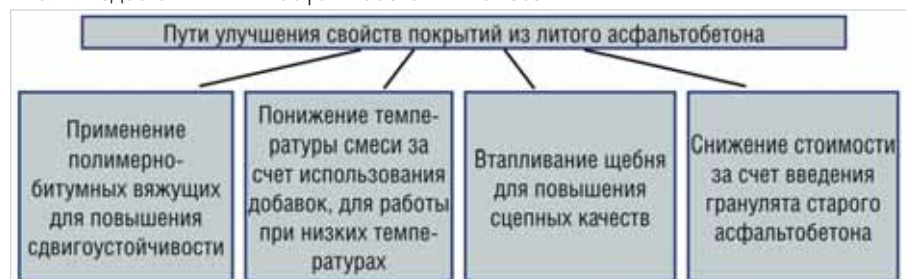 Пути улучшения свойств покрытий из литого асфальтобетона
Применение
полимерно-
битумных вяжущих
для повышения
сдвигоустойчивости
Понижение темпе-
ратуры смеси за
счет использования
добавок, для работы
при низких темпе-
ратурах
Втапливание щебня
для повышения
сцепных качеств
Снижение стоимости
за счет введения
гранулята старого
асфальтобетона